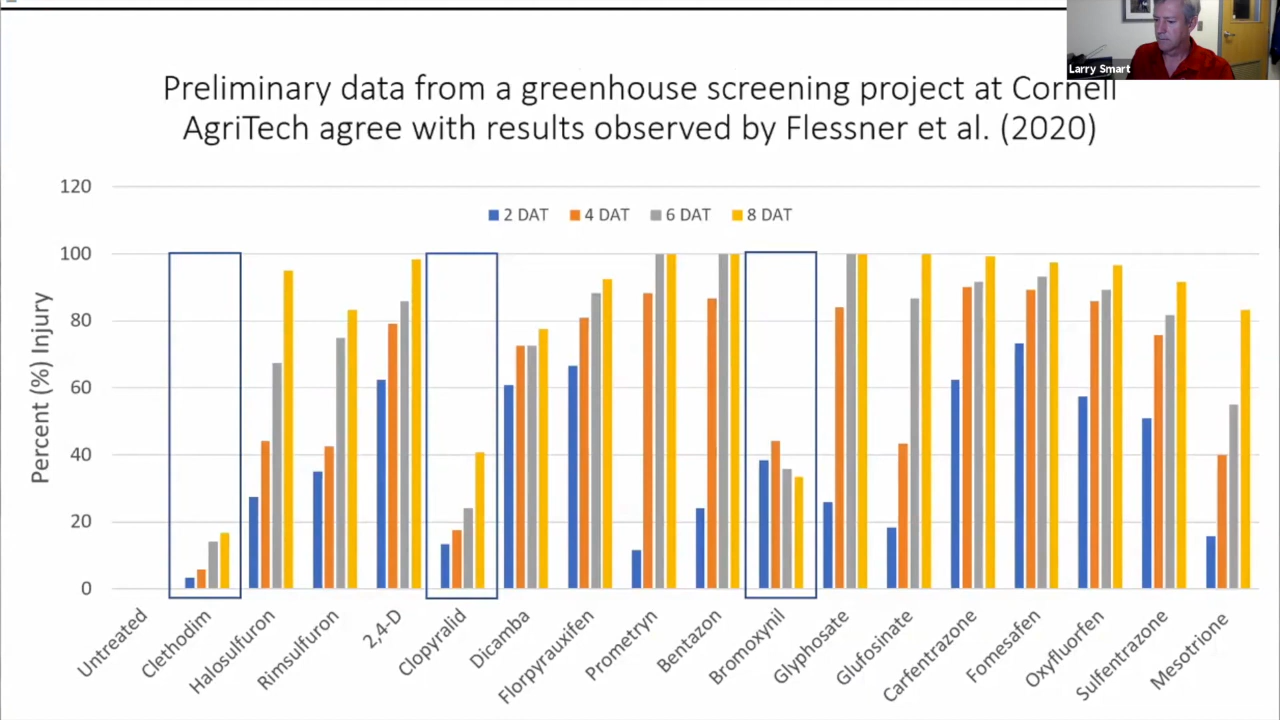 Larry Smart
Preliminary data from a greenhouse screening project at Cornell
AgriTech agree with results observed by Flessner et al. (2020)
120
2 DAT 4 DAT 6 DAT 8 DAT
100
80
60
40
20
0
Percent (%) Injury
Untreated
Clethodim
Halosulfuron
Rimsulfuron
2,4-D
Clopyralid
Dicamba
Florpyrauxifen
Prometryn
Bentazon
Bromoxynil
Glyphosate
Glufosinate
Carfentrazone
Fomesafen
Oxyfluorfen
Sulfentrazone
Mesotrione